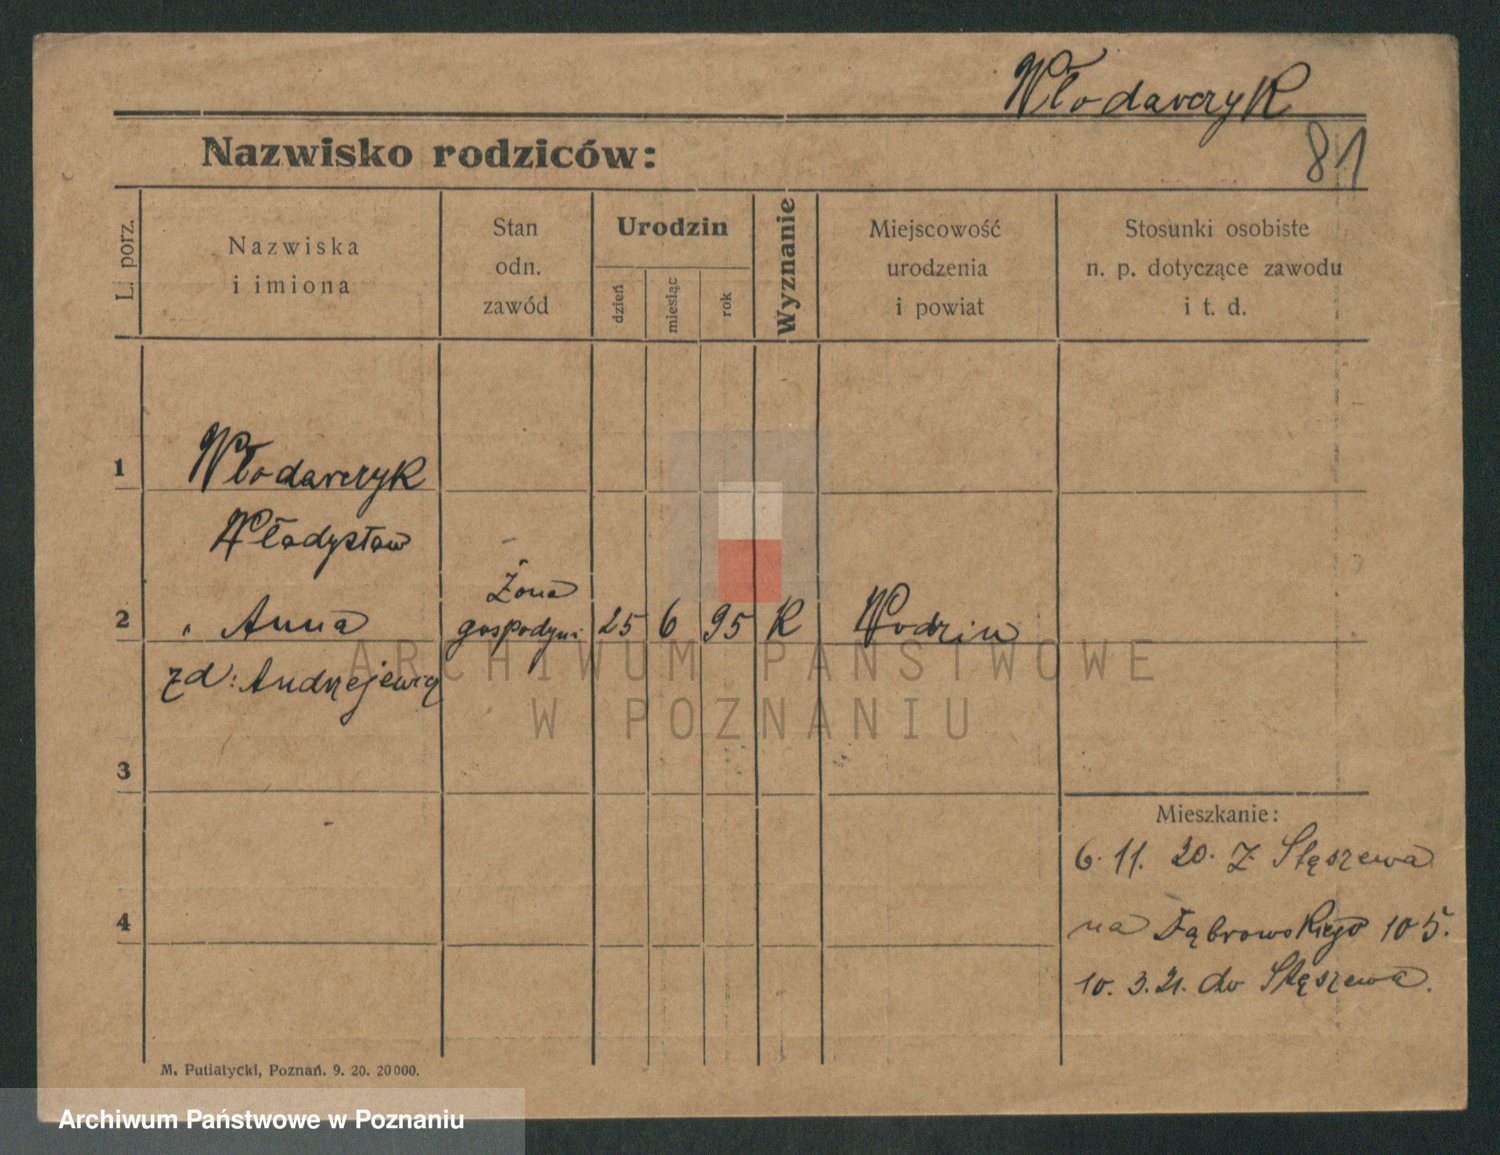 Włodarczyk
81
Nazwisko rodziców:
L. porz.
Nazwiska
i imiona
Stan
odn.
zawód
Urodzin
dzień
miesiąc
rok
Wyznanie
Miejscowość
urodzenia
i powiat
Stosunki osobiste
n. p. dotyczące zawodu
i t. d.
1
Włodarczyk
Władysław
2
" Anna
żona
gospodyni
25 6 95 K Wodzin
zd: Andrzejewicz
3
4
Mieszkanie:
6. 11. 20. z Stęszewa
na Dąbrowskiego 105.
10. 3. 21. do Stęszewa.
M. Putiatycki, Poznań. 9. 20. 20000.
ARCHIWUM PAŃSTWOWE
W POZNANIU
Archiwum Państwowe w Poznaniu